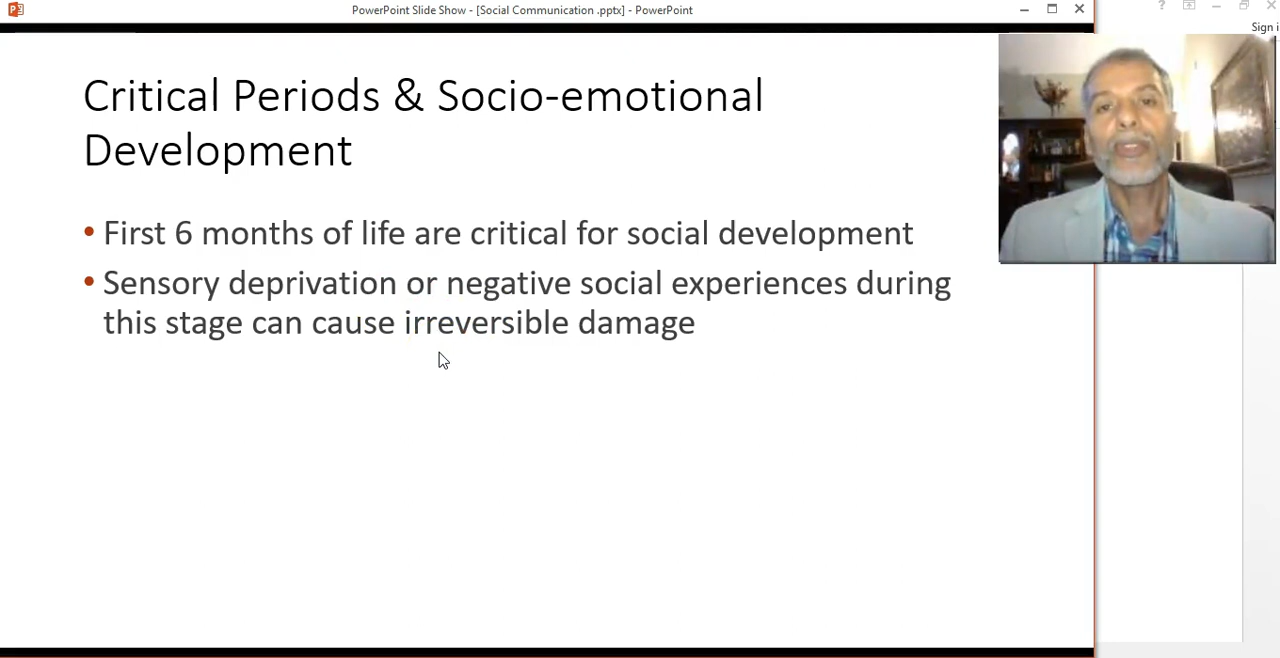 PowerPoint Slide Show - [Social Communication .pptx] - PowerPoint
?
Sign i
Critical Periods & Socio-emotional
Development
• First 6 months of life are critical for social development
• Sensory deprivation or negative social experiences during
this stage can cause irreversible damage